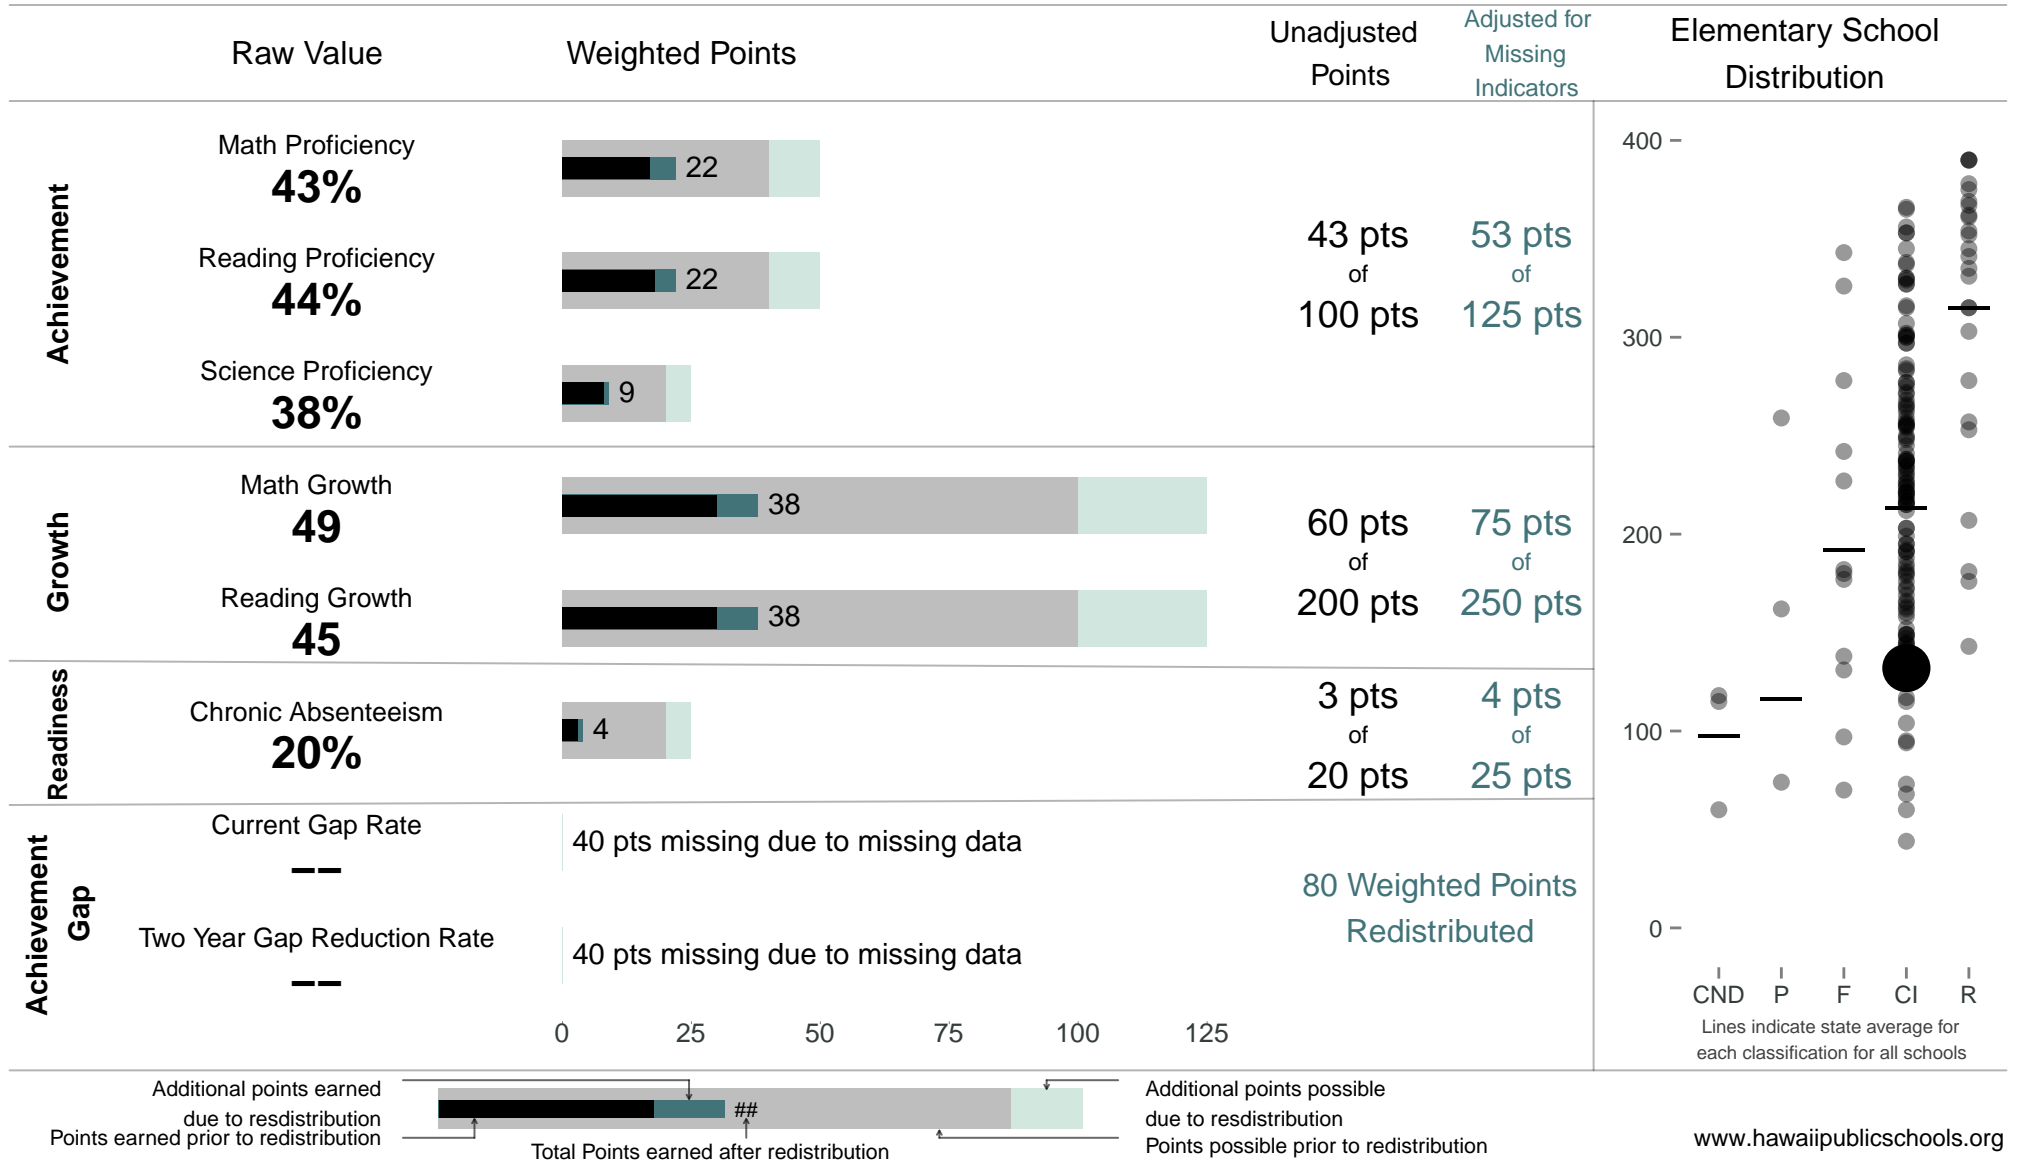 Raw Value
Weighted Points
Unadjusted
Points
Adjusted for
Missing
Indicators
Elementary School
Distribution
Achievement
Math Proficiency
43%
22
Reading Proficiency
44%
22
Science Proficiency
38%
9
43 pts
of
100 pts
53 pts
of
125 pts
Growth
Math Growth
49
38
Reading Growth
45
38
60 pts
of
200 pts
75 pts
of
250 pts
Readiness
Chronic Absenteeism
20%
4
3 pts
of
20 pts
4 pts
of
25 pts
Achievement
Gap
Current Gap Rate
--
40 pts missing due to missing data
Two Year Gap Reduction Rate
--
40 pts missing due to missing data
80 Weighted Points
Redistributed
0 25 50 75 100 125
400
300
200
100
0
CND P F CI R
Lines indicate state average for
each classification for all schools
Additional points earned
due to resdistribution
Points earned prior to redistribution
##
Total Points earned after redistribution
Additional points possible
due to resdistribution
Points possible prior to redistribution
www.hawaiipublicschools.org